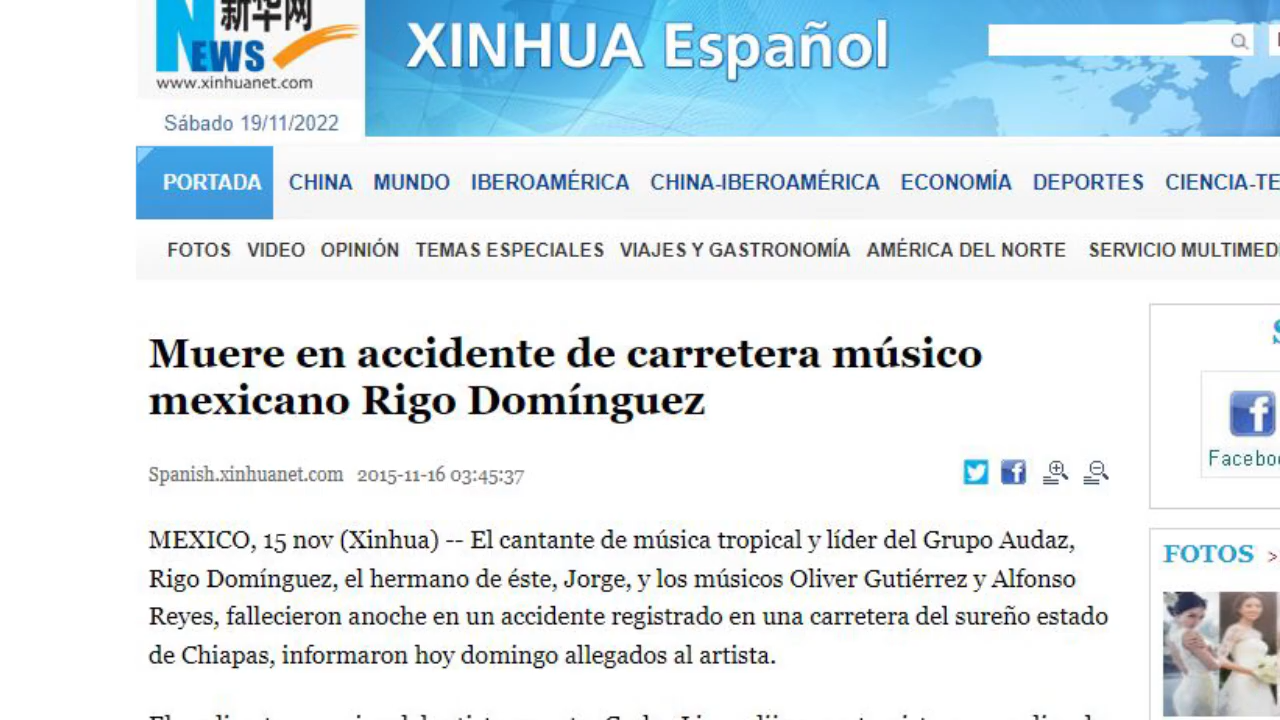 新华网
NEWS
www.xinhuanet.com
XINHUA Español
Sábado 19/11/2022
PORTADA CHINA MUNDO IBEROAMÉRICA CHINA-IBEROAMÉRICA ECONOMÍA DEPORTES CIENCIA-TE
FOTOS VIDEO OPINIÓN TEMAS ESPECIALES VIAJES Y GASTRONOMÍA AMÉRICA DEL NORTE SERVICIO MULTIMED
Muere en accidente de carretera músico
mexicano Rigo Domínguez
Spanish.xinhuanet.com 2015-11-16 03:45:37
Faceboo
MEXICO, 15 nov (Xinhua) -- El cantante de música tropical y líder del Grupo Audaz,
Rigo Domínguez, el hermano de éste, Jorge, y los músicos Oliver Gutiérrez y Alfonso
Reyes, fallecieron anoche en un accidente registrado en una carretera del sureño estado
de Chiapas, informaron hoy domingo allegados al artista.
FOTOS >